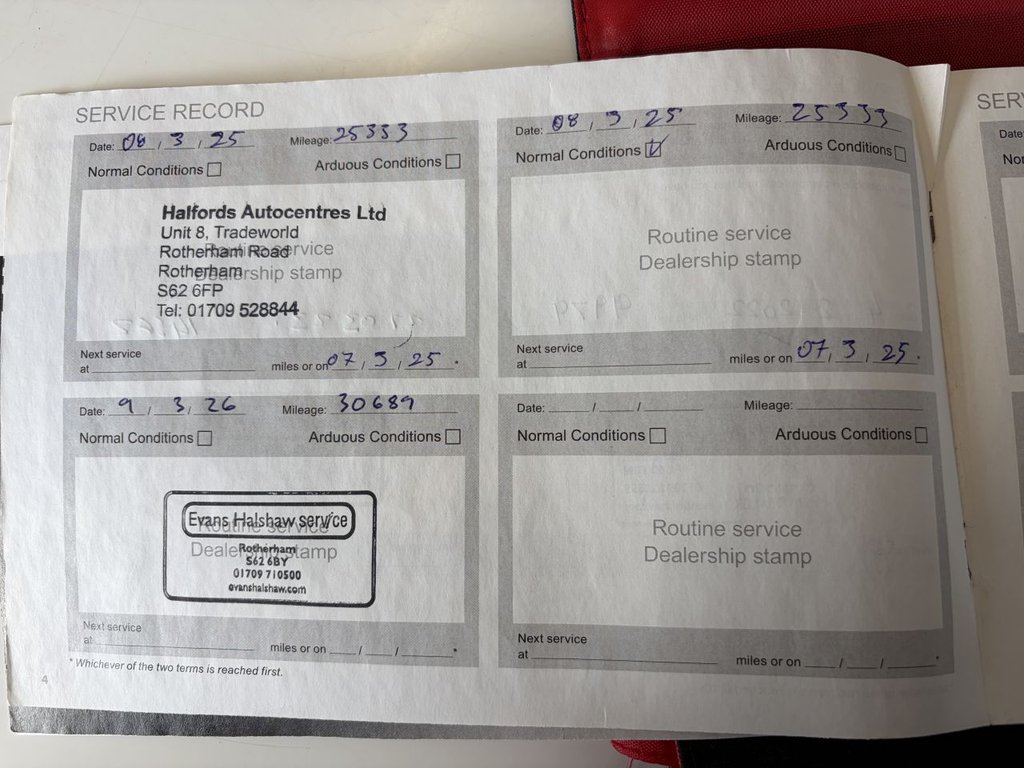 SERVICE RECORD
Date: 08 / 3 / 25 Mileage: 25333
Normal Conditions Arduous Conditions
Routine service
Dealership stamp
Halfords Autocentres Ltd
Unit 8, Tradeworld
Rotherham Road
Rotherham
S62 6FP
Tel: 01709 528844
Next service
at miles or on 07 / 3 / 25 *
Date: 08 / 3 / 25 Mileage: 25333
Normal Conditions Arduous Conditions
Routine service
Dealership stamp
Next service
at miles or on 07 / 3 / 25 *
Date: 9 / 3 / 26 Mileage: 30689
Normal Conditions Arduous Conditions
Routine service
Dealership stamp
Evans Halshaw service
Rotherham
S62 6BY
01709 710500
evanshalshaw.com
Next service
at miles or on / / *
Date: / / Mileage:
Normal Conditions Arduous Conditions
Routine service
Dealership stamp
Next service
at miles or on / / *
* Whichever of the two terms is reached first.
4